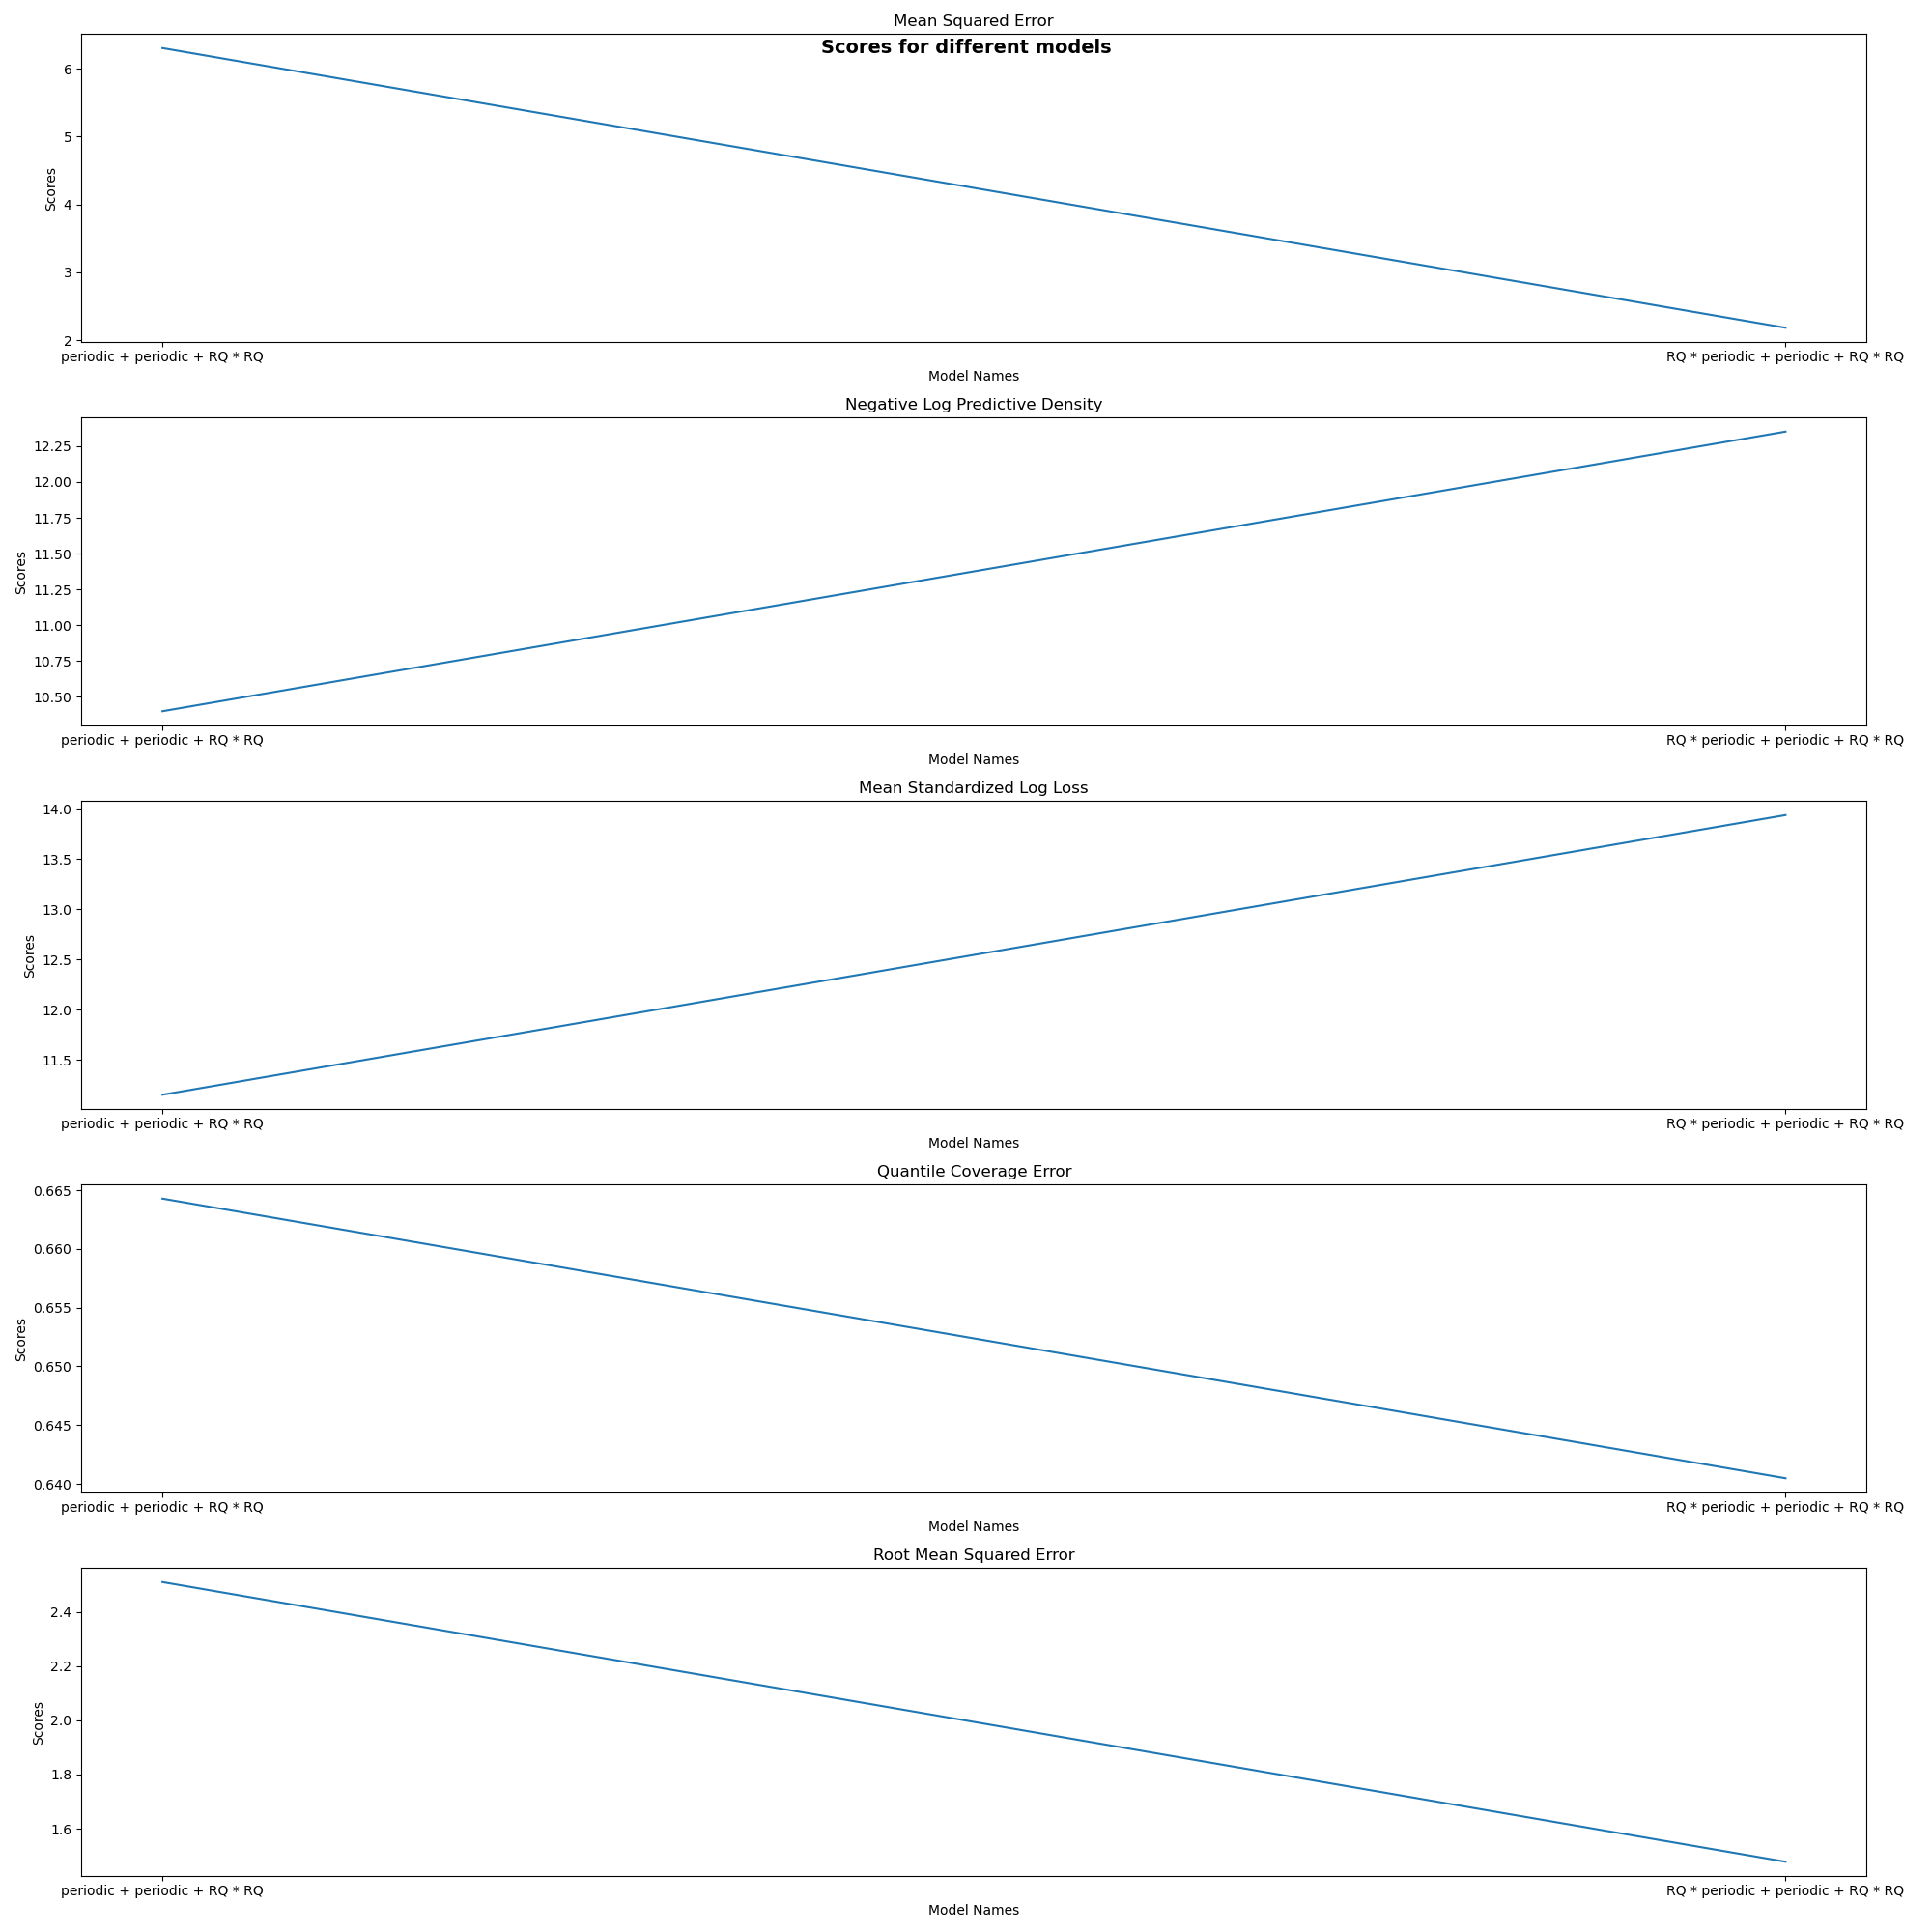 Mean Squared Error
Scores for different models
6
5
4
3
2
Scores
periodic + periodic + RQ * RQ
RQ * periodic + periodic + RQ * RQ
Model Names
Negative Log Predictive Density
12.25
12.00
11.75
11.50
11.25
11.00
10.75
10.50
Scores
periodic + periodic + RQ * RQ
RQ * periodic + periodic + RQ * RQ
Model Names
Mean Standardized Log Loss
14.0
13.5
13.0
12.5
12.0
11.5
Scores
periodic + periodic + RQ * RQ
RQ * periodic + periodic + RQ * RQ
Model Names
Quantile Coverage Error
0.665
0.660
0.655
0.650
0.645
0.640
Scores
periodic + periodic + RQ * RQ
RQ * periodic + periodic + RQ * RQ
Model Names
Root Mean Squared Error
2.4
2.2
2.0
1.8
1.6
Scores
periodic + periodic + RQ * RQ
RQ * periodic + periodic + RQ * RQ
Model Names